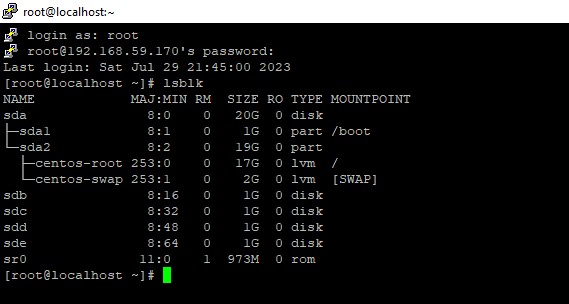 root@localhost:~
login as: root
root@192.168.59.170's password:
Last login: Sat Jul 29 21:45:00 2023
[root@localhost ~]# lsblk
NAME            MAJ:MIN RM  SIZE RO TYPE MOUNTPOINT
sda               8:0    0   20G  0 disk
├─sda1            8:1    0    1G  0 part /boot
└─sda2            8:2    0   19G  0 part
  ├─centos-root 253:0    0   17G  0 lvm  /
  └─centos-swap 253:1    0    2G  0 lvm  [SWAP]
sdb               8:16   0    1G  0 disk
sdc               8:32   0    1G  0 disk
sdd               8:48   0    1G  0 disk
sde               8:64   0    1G  0 disk
sr0              11:0    1  973M  0 rom
[root@localhost ~]#